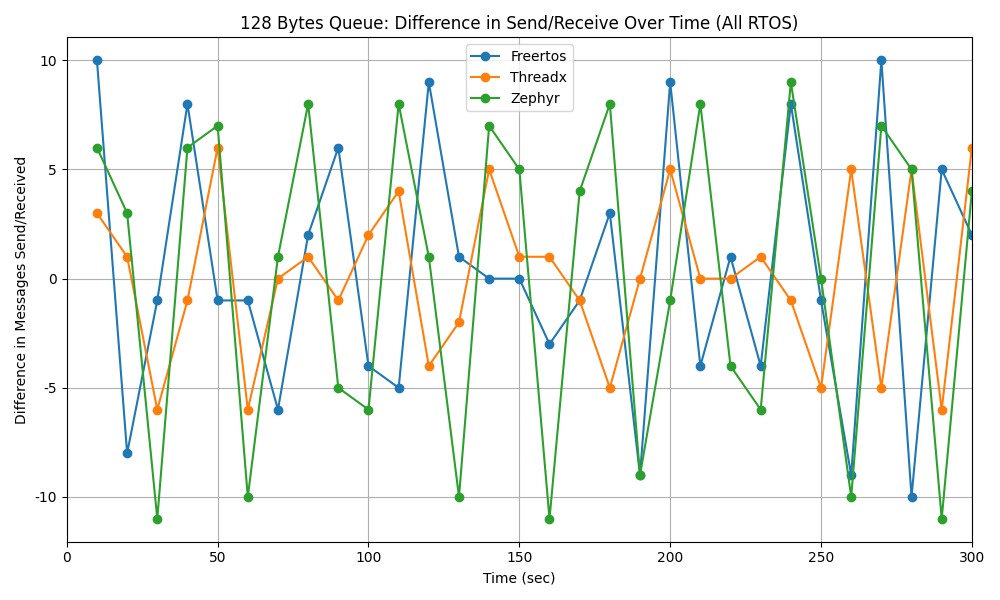 128 Bytes Queue: Difference in Send/Receive Over Time (All RTOS)
Freertos
Threadx
Zephyr
Difference in Messages Send/Received
10
5
0
-5
-10
0 50 100 150 200 250 300
Time (sec)